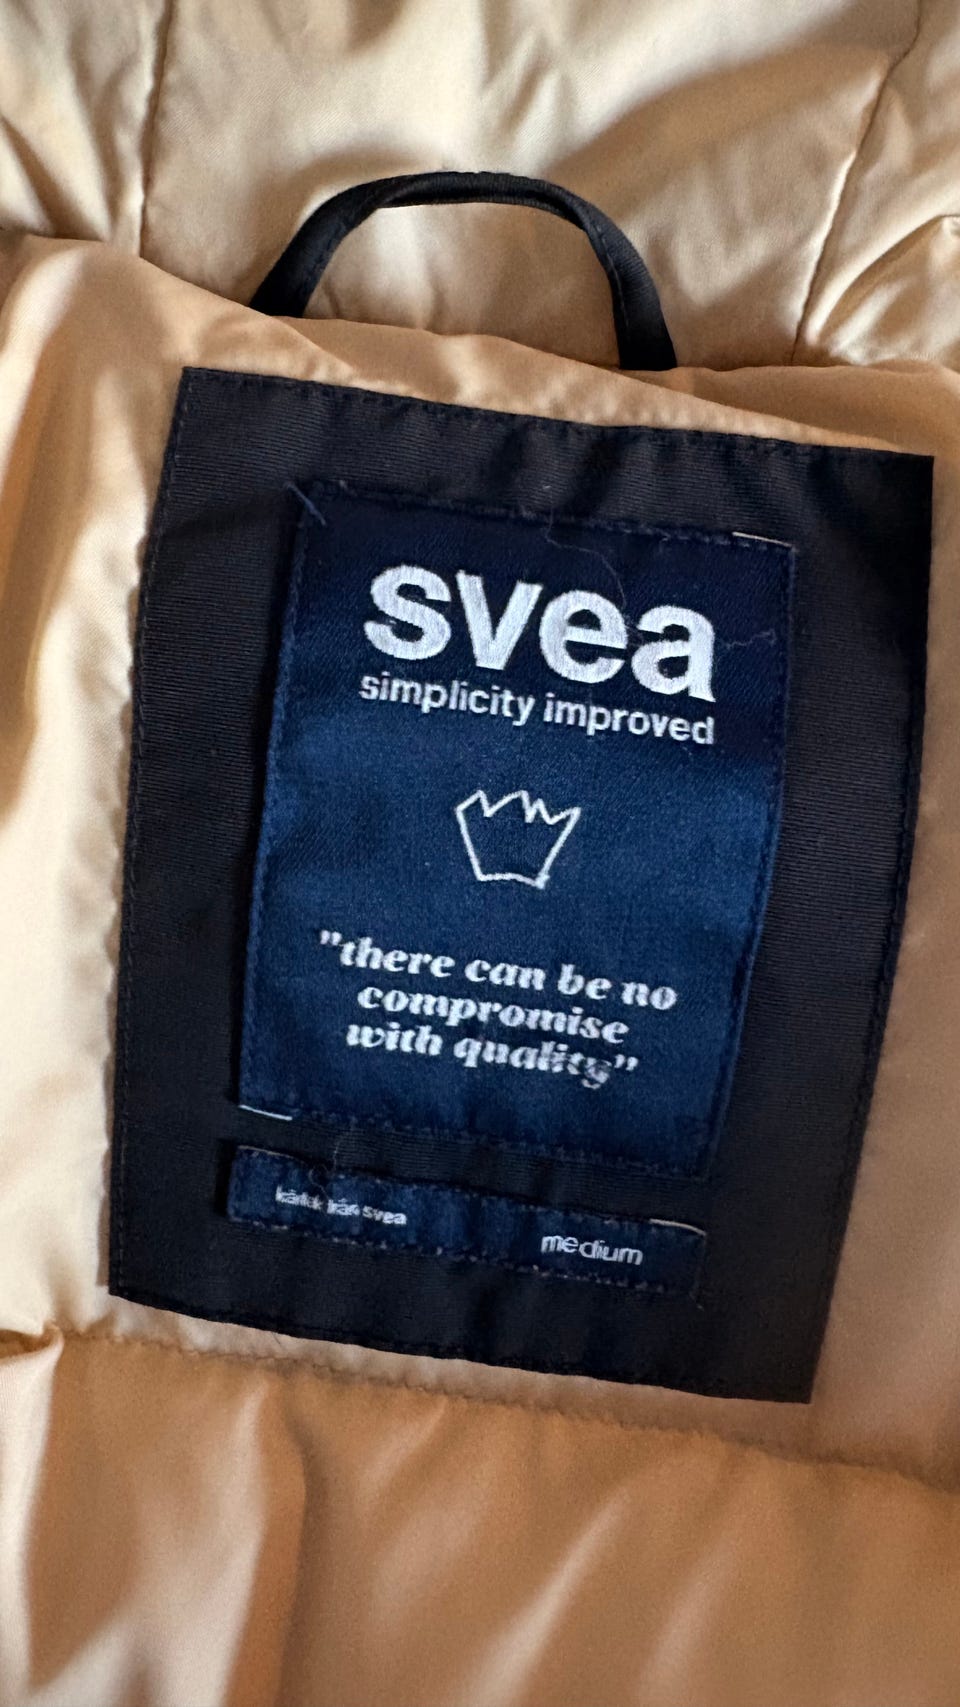 svea
simplicity improved
"there can be no
compromise
with quality"
kärlek från svea
medium